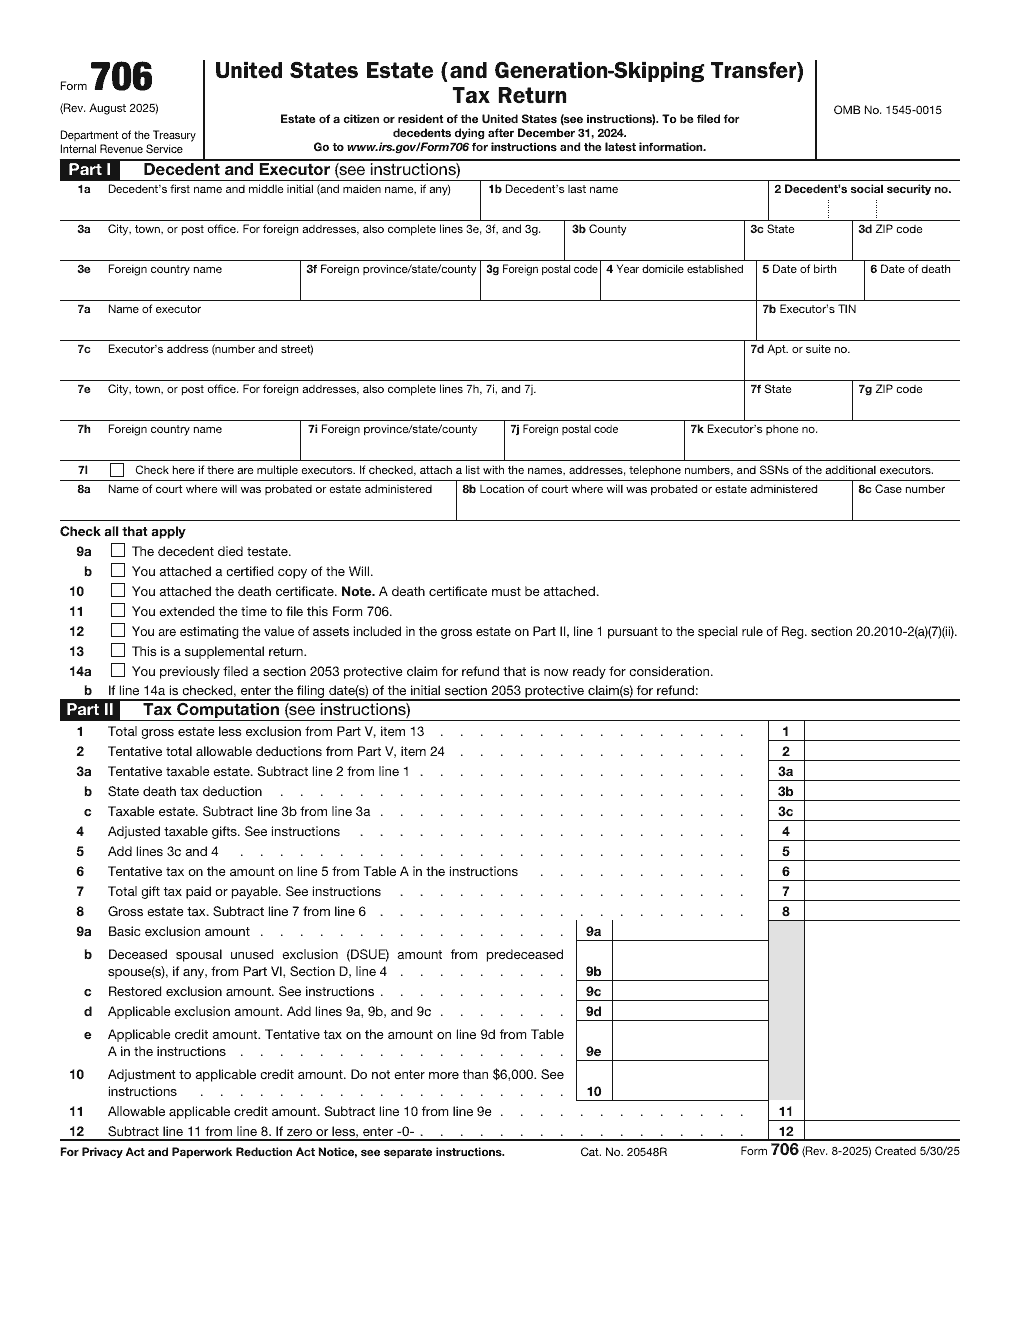 Form 706
(Rev. August 2025)
Department of the Treasury
Internal Revenue Service
United States Estate (and Generation-Skipping Transfer)
Tax Return
Estate of a citizen or resident of the United States (see instructions). To be filed for
decedents dying after December 31, 2024.
Go to www.irs.gov/Form706 for instructions and the latest information.
OMB No. 1545-0015
Part I Decedent and Executor (see instructions)
1a Decedent's first name and middle initial (and maiden name, if any) 1b Decedent's last name 2 Decedent's social security no.
3a City, town, or post office. For foreign addresses, also complete lines 3e, 3f, and 3g. 3b County 3c State 3d ZIP code
3e Foreign country name 3f Foreign province/state/county 3g Foreign postal code 4 Year domicile established 5 Date of birth 6 Date of death
7a Name of executor 7b Executor's TIN
7c Executor's address (number and street) 7d Apt. or suite no.
7e City, town, or post office. For foreign addresses, also complete lines 7h, 7i, and 7j. 7f State 7g ZIP code
7h Foreign country name 7i Foreign province/state/county 7j Foreign postal code 7k Executor's phone no.
7l Check here if there are multiple executors. If checked, attach a list with the names, addresses, telephone numbers, and SSNs of the additional executors.
8a Name of court where will was probated or estate administered 8b Location of court where will was probated or estate administered 8c Case number
Check all that apply
9a The decedent died testate.
b You attached a certified copy of the Will.
10 You attached the death certificate. Note. A death certificate must be attached.
11 You extended the time to file this Form 706.
12 You are estimating the value of assets included in the gross estate on Part II, line 1 pursuant to the special rule of Reg. section 20.2010-2(a)(7)(ii).
13 This is a supplemental return.
14a You previously filed a section 2053 protective claim for refund that is now ready for consideration.
b If line 14a is checked, enter the filing date(s) of the initial section 2053 protective claim(s) for refund:
Part II Tax Computation (see instructions)
1 Total gross estate less exclusion from Part V, item 13 . . . . . . . . . . . . . . . . 1
2 Tentative total allowable deductions from Part V, item 24 . . . . . . . . . . . . . . . 2
3a Tentative taxable estate. Subtract line 2 from line 1 . . . . . . . . . . . . . . . . . 3a
b State death tax deduction . . . . . . . . . . . . . . . . . . . . . . . . 3b
c Taxable estate. Subtract line 3b from line 3a . . . . . . . . . . . . . . . . . . . 3c
4 Adjusted taxable gifts. See instructions . . . . . . . . . . . . . . . . . . . . 4
5 Add lines 3c and 4 . . . . . . . . . . . . . . . . . . . . . . . . . . 5
6 Tentative tax on the amount on line 5 from Table A in the instructions . . . . . . . . . . . 6
7 Total gift tax paid or payable. See instructions . . . . . . . . . . . . . . . . . . 7
8 Gross estate tax. Subtract line 7 from line 6 . . . . . . . . . . . . . . . . . . . 8
9a Basic exclusion amount . . . . . . . . . . . . . . . . 9a
b Deceased spousal unused exclusion (DSUE) amount from predeceased
spouse(s), if any, from Part VI, Section D, line 4 . . . . . . . . 9b
c Restored exclusion amount. See instructions . . . . . . . . . 9c
d Applicable exclusion amount. Add lines 9a, 9b, and 9c . . . . . . . 9d
e Applicable credit amount. Tentative tax on the amount on line 9d from Table
A in the instructions . . . . . . . . . . . . . . . . . 9e
10 Adjustment to applicable credit amount. Do not enter more than $6,000. See
instructions . . . . . . . . . . . . . . . . . . . 10
11 Allowable applicable credit amount. Subtract line 10 from line 9e . . . . . . . . . . . . . 11
12 Subtract line 11 from line 8. If zero or less, enter -0- . . . . . . . . . . . . . . . . . 12
For Privacy Act and Paperwork Reduction Act Notice, see separate instructions. Cat. No. 20548R Form 706 (Rev. 8-2025) Created 5/30/25